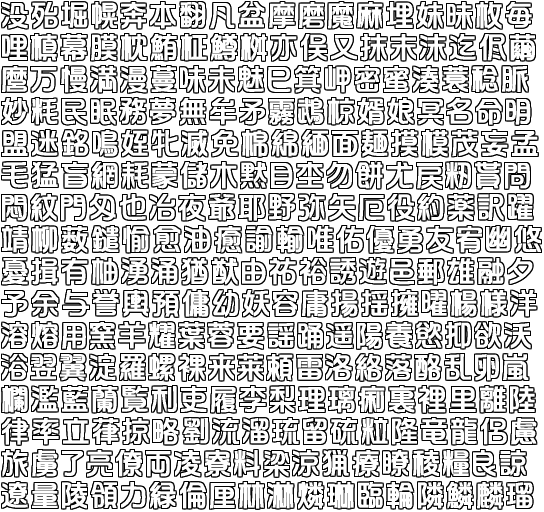 没殆堀幌奔本翻凡盆摩磨魔麻埋妹昧枚毎
哩槙幕膜枕鮪柾鱒桝亦俣又抹末沫迄侭繭
麿万慢満漫蔓味未魅巳箕岬密蜜湊蓑稔脈
妙粍民眠務夢無牟矛霧鵡椋婿娘冥名命明
盟迷銘鳴姪牝滅免棉綿緬面麺摸模茂妄孟
毛猛盲網耗蒙儲木黙目杢勿餅尤戻籾貰問
悶紋門匁也冶夜爺耶野弥矢厄役約薬訳躍
靖柳薮鑓愉愈油癒諭輸唯佑優勇友宥幽悠
憂揖有柚湧涌猶猷由祐裕誘遊邑郵雄融夕
予余与誉輿預傭幼妖容庸揚揺擁曜楊様洋
溶熔用窯羊耀葉蓉要謡踊遥陽養慾抑欲沃
浴翌翼淀羅螺裸来莱頼雷洛絡落酪乱卵嵐
欄濫藍蘭覧利吏履李梨理璃痢裏裡里離陸
律率立葎掠略劉流溜琉留硫粒隆竜龍侶慮
旅虜了亮僚両凌寮料梁涼猟療瞭稜糧良諒
遼量陵領力緑倫厘林淋燐琳臨輪隣鱗麟瑠